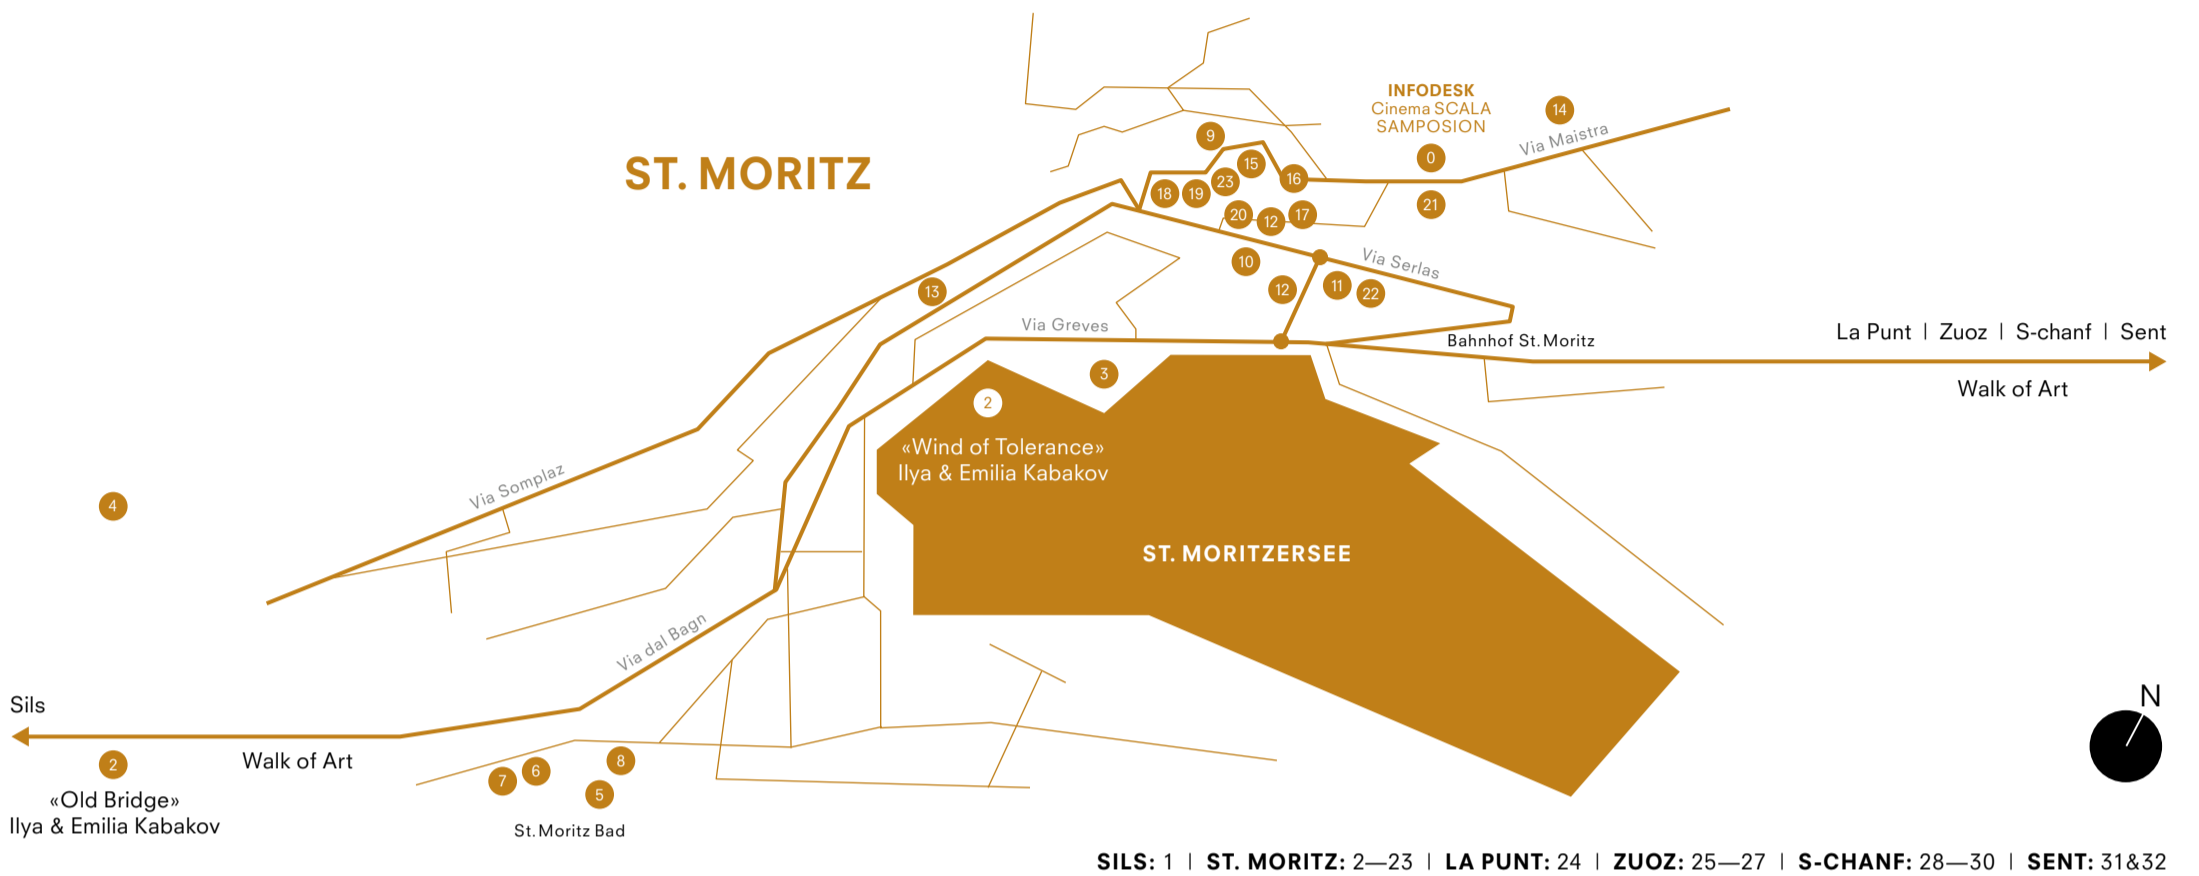 INFODESK
Cinema SCALA
SAMPOSION
14
Via Maistra
9
0
ST. MORITZ
15
16
23
18
19
21
20
12
17
10
Via Serlas
13
12
11
22
Via Greves
Bahnhof St. Moritz
La Punt | Zuoz | S-chanf | Sent
Walk of Art
3
2
«Wind of Tolerance»
Ilya & Emilia Kabakov
Via Somplaz
4
ST. MORITZERSEE
Via dal Bagn
N
Sils
Walk of Art
2
«Old Bridge»
Ilya & Emilia Kabakov
7
6
8
5
St. Moritz Bad
SILS: 1 | ST. MORITZ: 2—23 | LA PUNT: 24 | ZUOZ: 25—27 | S-CHANF: 28—30 | SENT: 31&32